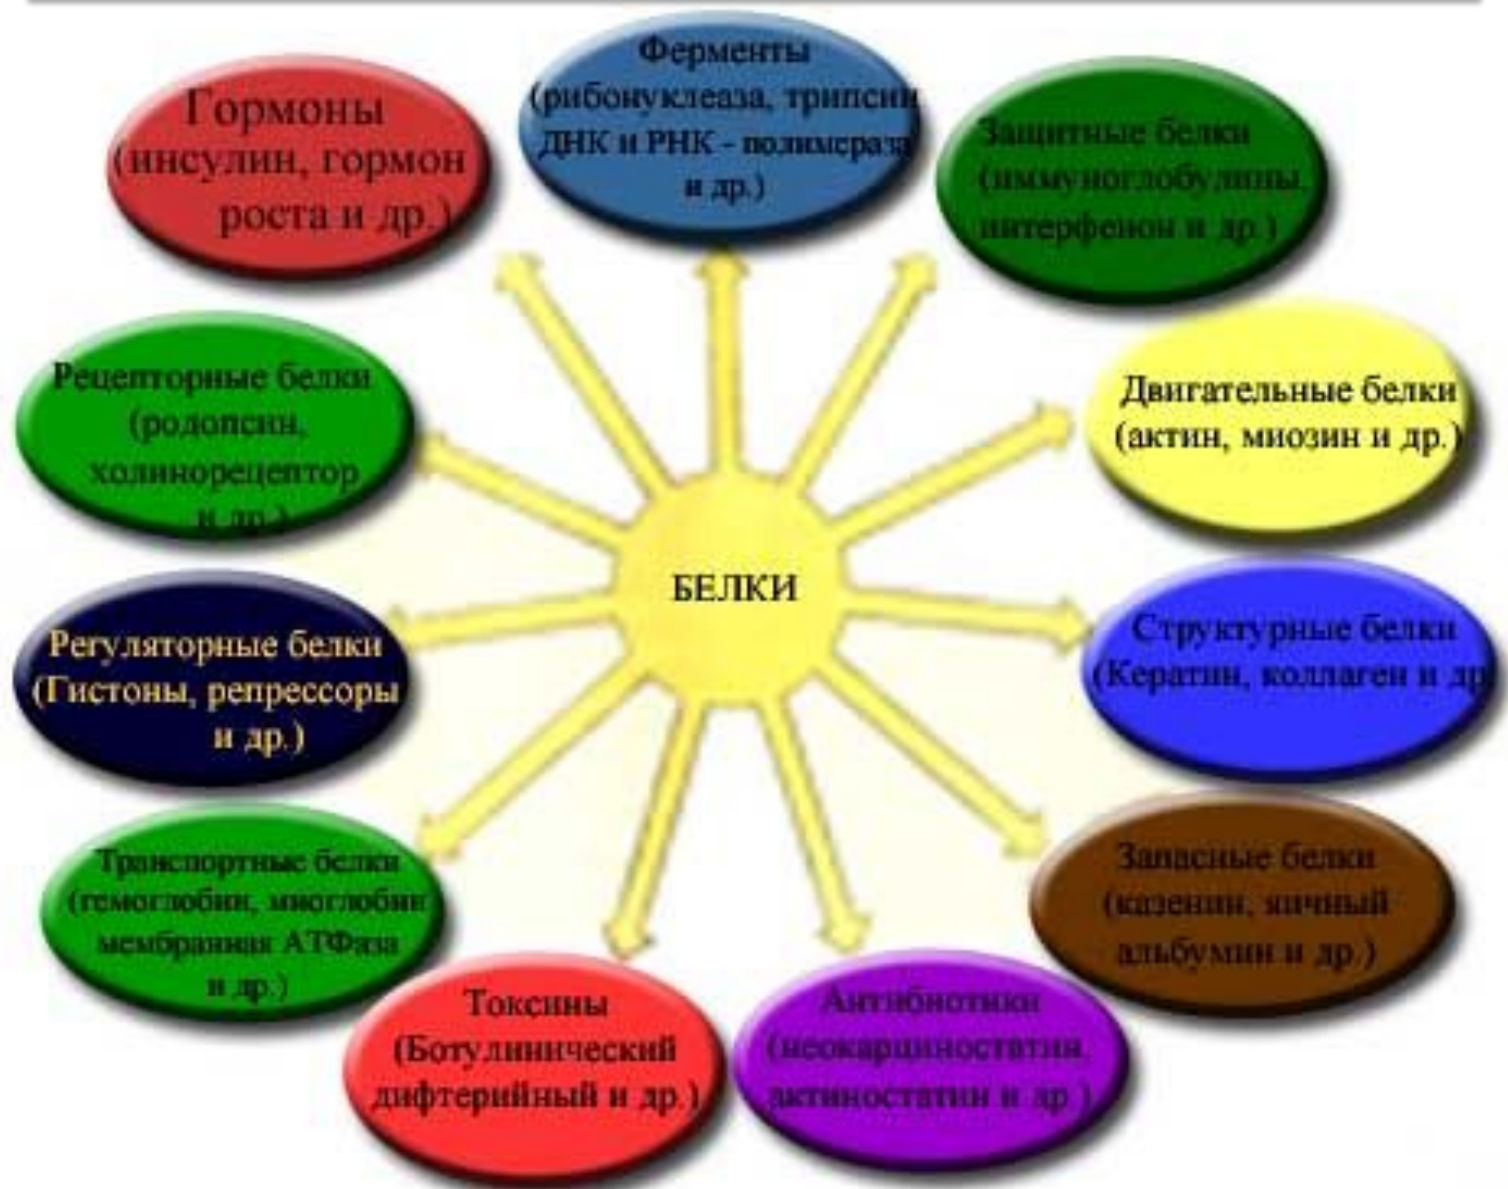 Ферменты
(рибонуклеаза, трипсин
ДНК и РНК - полимераза
и др.)
Гормоны
(инсулин, гормон
роста и др.)
Защитные белки
(иммуноглобулины,
интерферон и др.)
Рецепторные белки
(родопсин,
холинорецептор
и др.)
Двигательные белки
(актин, миозин и др.)
БЕЛКИ
Регуляторные белки
(Гистоны, репрессоры
и др.)
Структурные белки
(Кератин, коллаген и др
Транспортные белки
(гемоглобин, миоглобин
мембранная АТФаза
и др.)
Запасные белки
(казенин, яичный
альбумин и др.)
Токсины
(Ботулинический
дифтерийный и др.)
Антибиотики
(неокарциностатин,
актиностатин и др.)